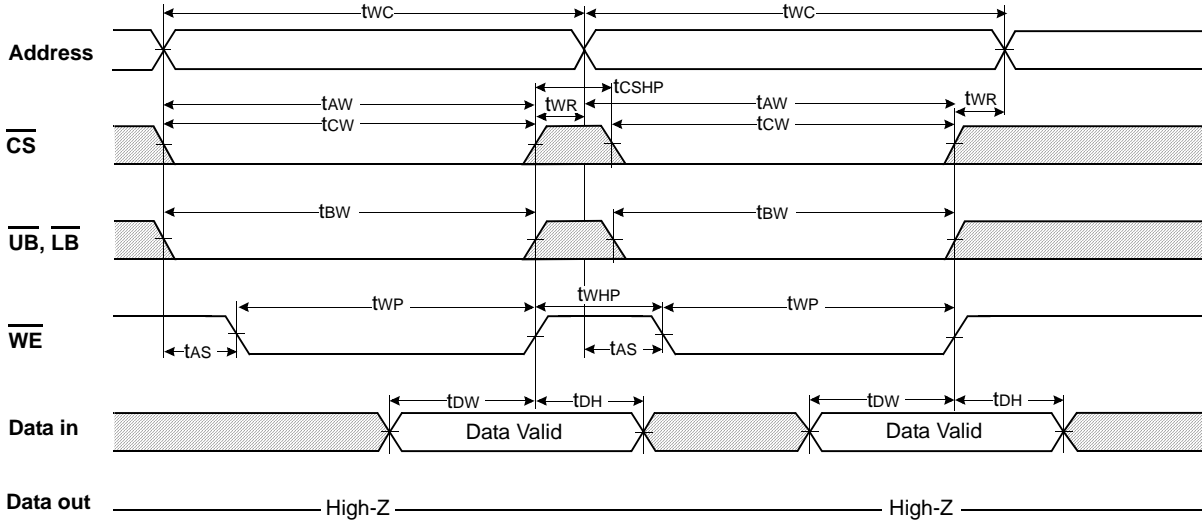 tWC tWC
Address
tCSHP
tAW tWR tAW tWR
tCW tCW
CS
tBW tBW
UB, LB
tWP tWHP tWP
WE
tAS tAS
tDW tDH tDW tDH
Data in Data Valid Data Valid
Data out High-Z High-Z